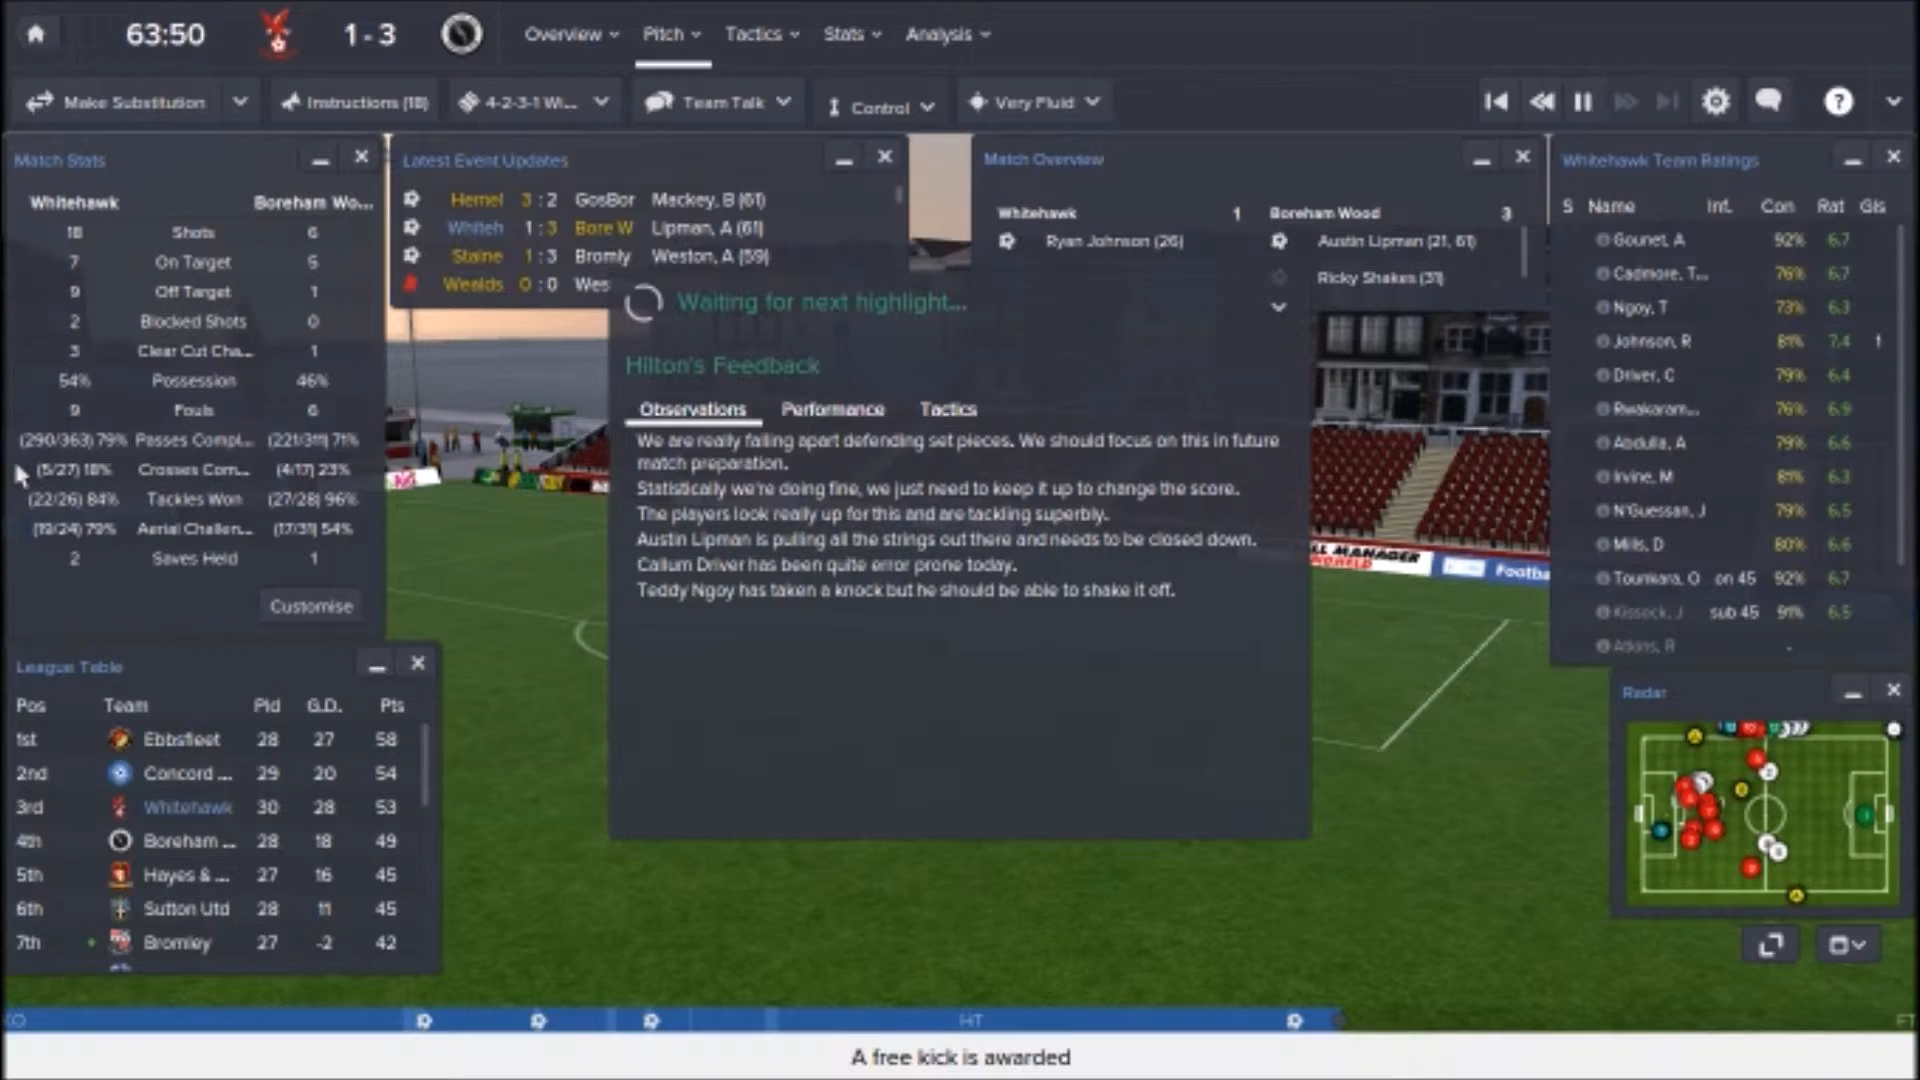 63:50 1 - 3 Overview Pitch Tactics Stats Analysis
Make Substitution Instructions (18) 4-2-3-1 Wi... Team Talk Control Very Fluid ?
Match Stats
Whitehawk Boreham Wo...
18 Shots 6
7 On Target 5
9 Off Target 1
2 Blocked Shots 0
3 Clear Cut Cha... 1
54% Possession 46%
9 Fouls 6
(290/363) 79% Passes Compl... (221/311) 71%
(5/27) 18% Crosses Com... (4/17) 23%
(22/26) 84% Tackles Won (27/28) 96%
(19/24) 79% Aerial Challen... (17/31) 54%
2 Saves Held 1
Customise
Latest Event Updates
Hemel 3 : 2 GosBor Mackey, B (61)
Whiteh 1 : 3 Bore W Lipman, A (61)
Staine 1 : 3 Bromly Weston, A (59)
Wealds 0 : 0 Wes
Match Overview
Whitehawk 1 Boreham Wood 3
Ryan Johnson (26) Austin Lipman (21, 61)
Ricky Shakes (31)
Waiting for next highlight...
Hilton's Feedback
Observations Performance Tactics
We are really falling apart defending set pieces. We should focus on this in future
match preparation.
Statistically we're doing fine, we just need to keep it up to change the score.
The players look really up for this and are tackling superbly.
Austin Lipman is pulling all the strings out there and needs to be closed down.
Callum Driver has been quite error prone today.
Teddy Ngoy has taken a knock but he should be able to shake it off.
Whitehawk Team Ratings
S Name Inf. Con Rat Gls
Gounet, A 92% 6.7
Cadmore, T... 76% 6.7
Ngoy, T 73% 6.3
Johnson, R 81% 7.4 1
Driver, C 79% 6.4
Rwakaram... 76% 6.9
Abdulla, A 79% 6.6
Irvine, M 81% 6.3
N'Guessan, J 79% 6.5
Mills, D 80% 6.6
Tounkara, O on 45 92% 6.7
Kissock, J sub 45 91% 6.5
Atkins, R -
League Table
Pos Team Pld G.D. Pts
1st Ebbsfleet 28 27 58
2nd Concord ... 29 20 54
3rd Whitehawk 30 28 53
4th Boreham ... 28 18 49
5th Hayes & ... 27 16 45
6th Sutton Utd 28 11 45
7th Bromley 27 -2 42
LL MANAGER
Footba
Radar
HT FT
A free kick is awarded